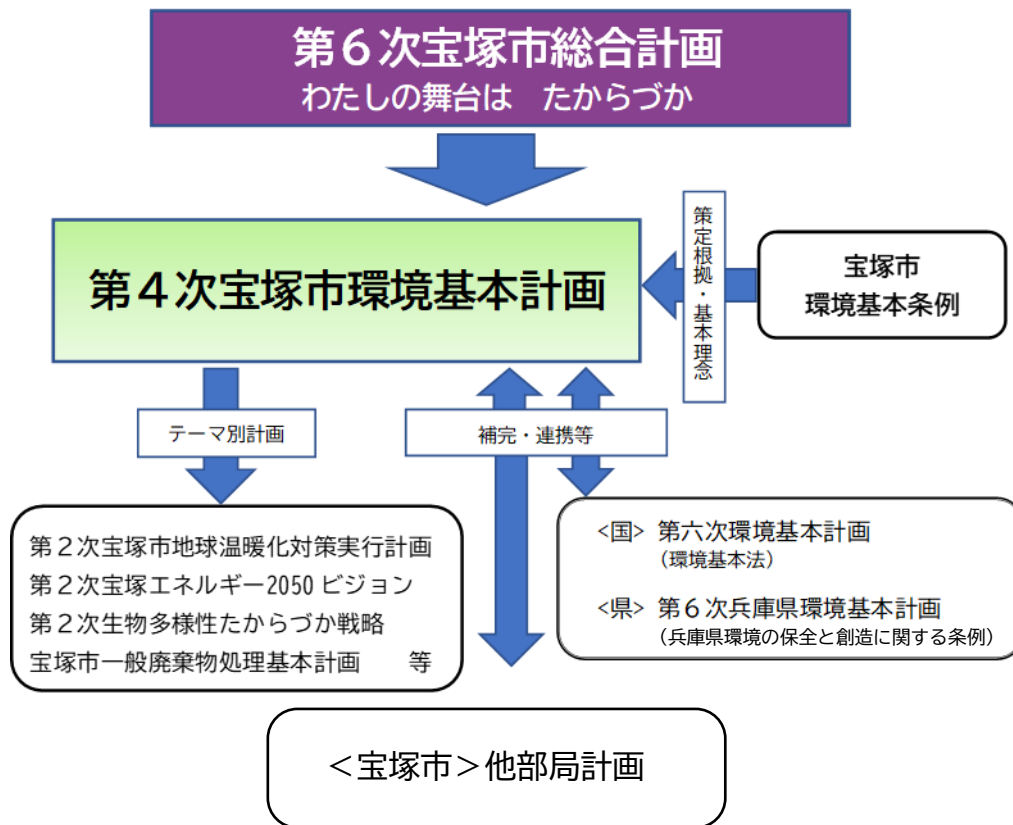 第６次宝塚市総合計画
わたしの舞台は　たからづか
第４次宝塚市環境基本計画
策定根拠・基本理念
宝塚市
環境基本条例
テーマ別計画
補完・連携等
第２次宝塚市地球温暖化対策実行計画
第２次宝塚エネルギー2050 ビジョン
第２次生物多様性たからづか戦略
宝塚市一般廃棄物処理基本計画　　等
<国> 第六次環境基本計画
（環境基本法）
<県> 第６次兵庫県環境基本計画
（兵庫県環境の保全と創造に関する条例）
＜宝塚市＞他部局計画